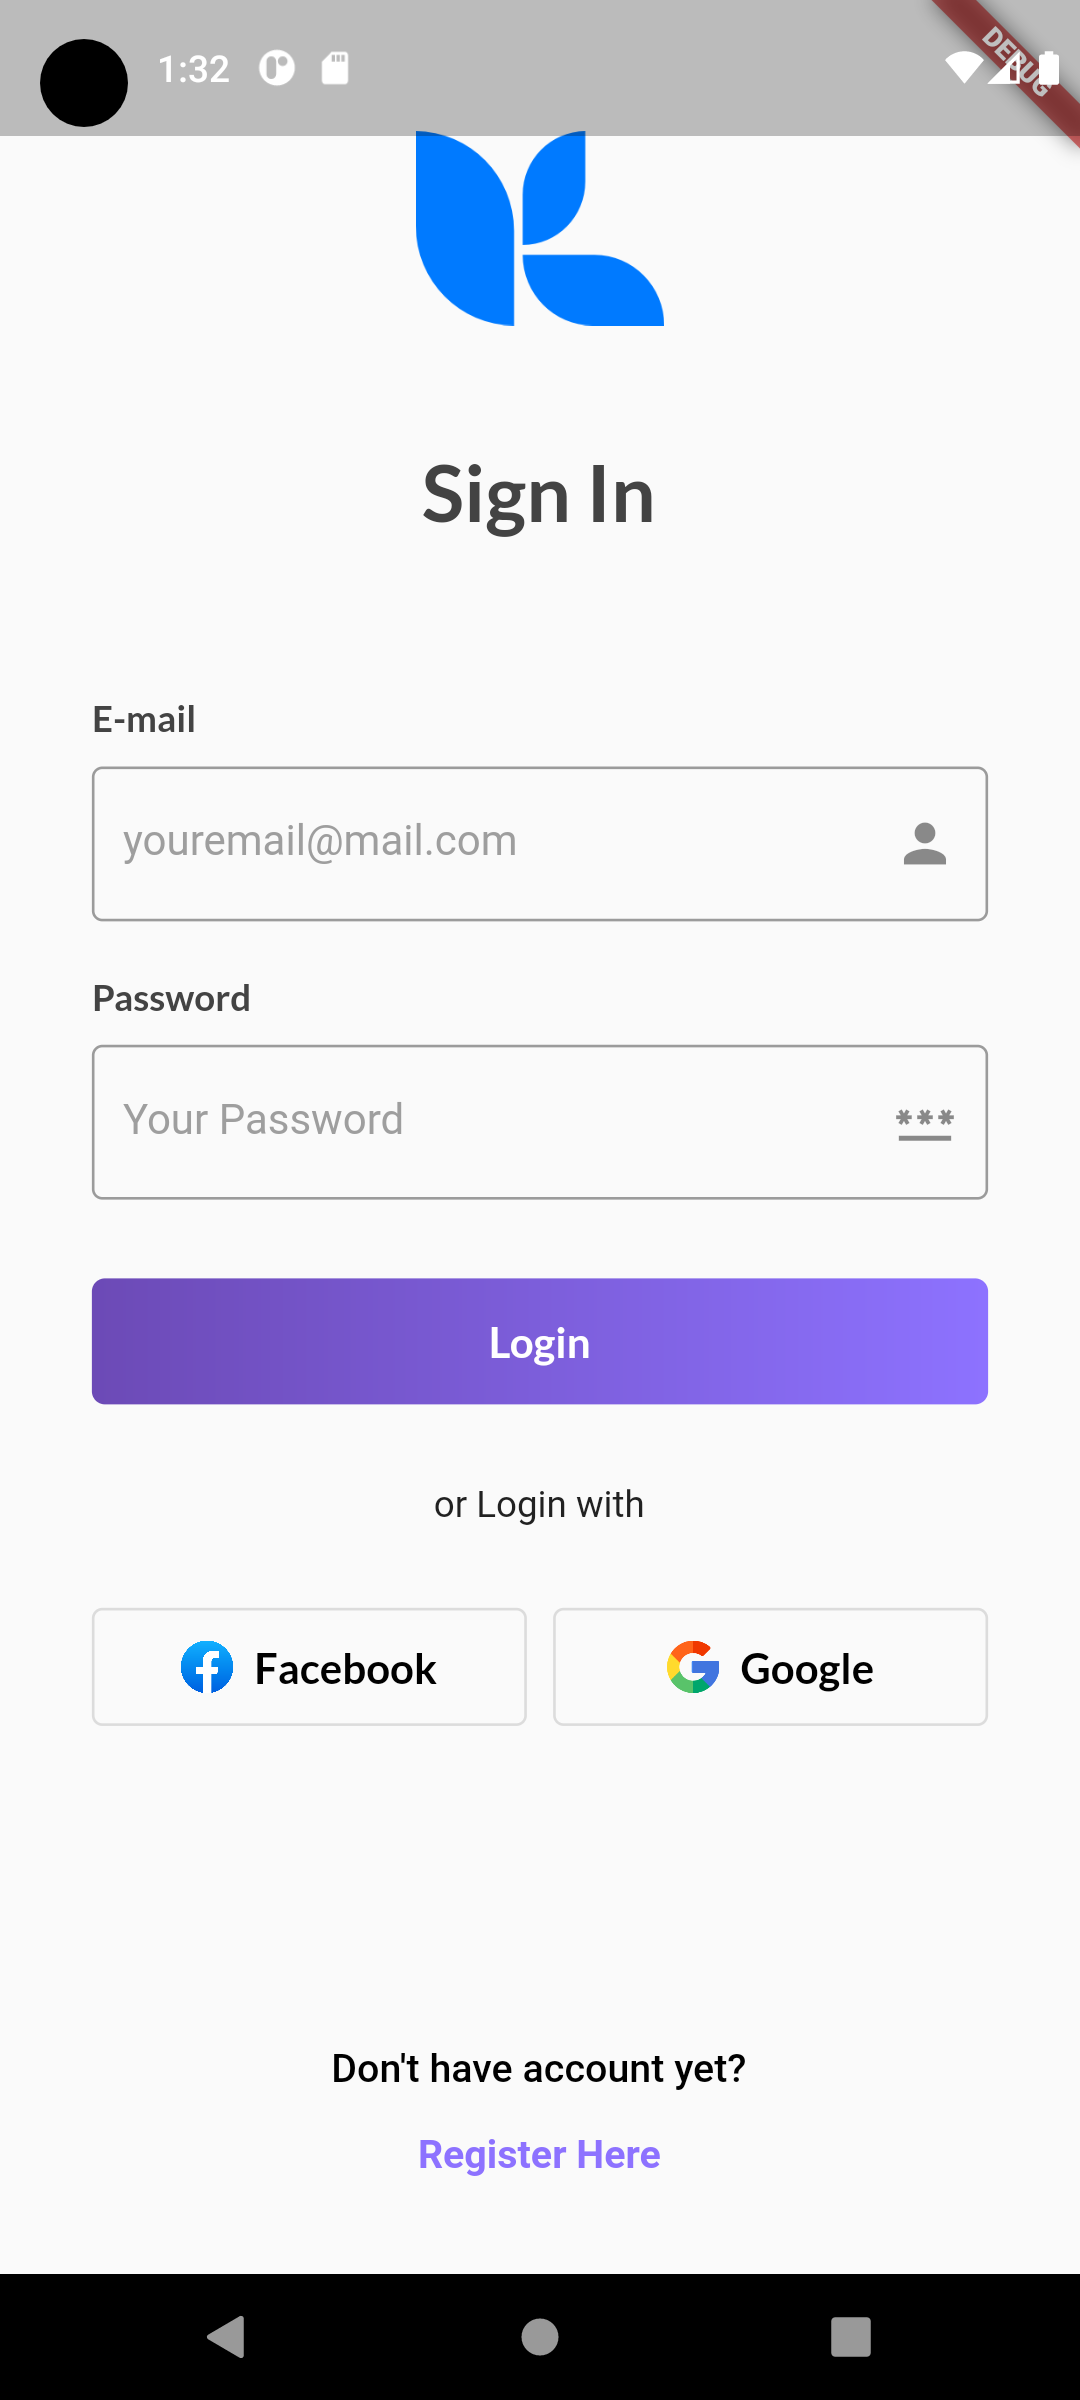 1:32
DEBUG
Sign In
E-mail
youremail@mail.com
Password
Your Password
***
Login
or Login with
Facebook
Google
Don't have account yet?
Register Here